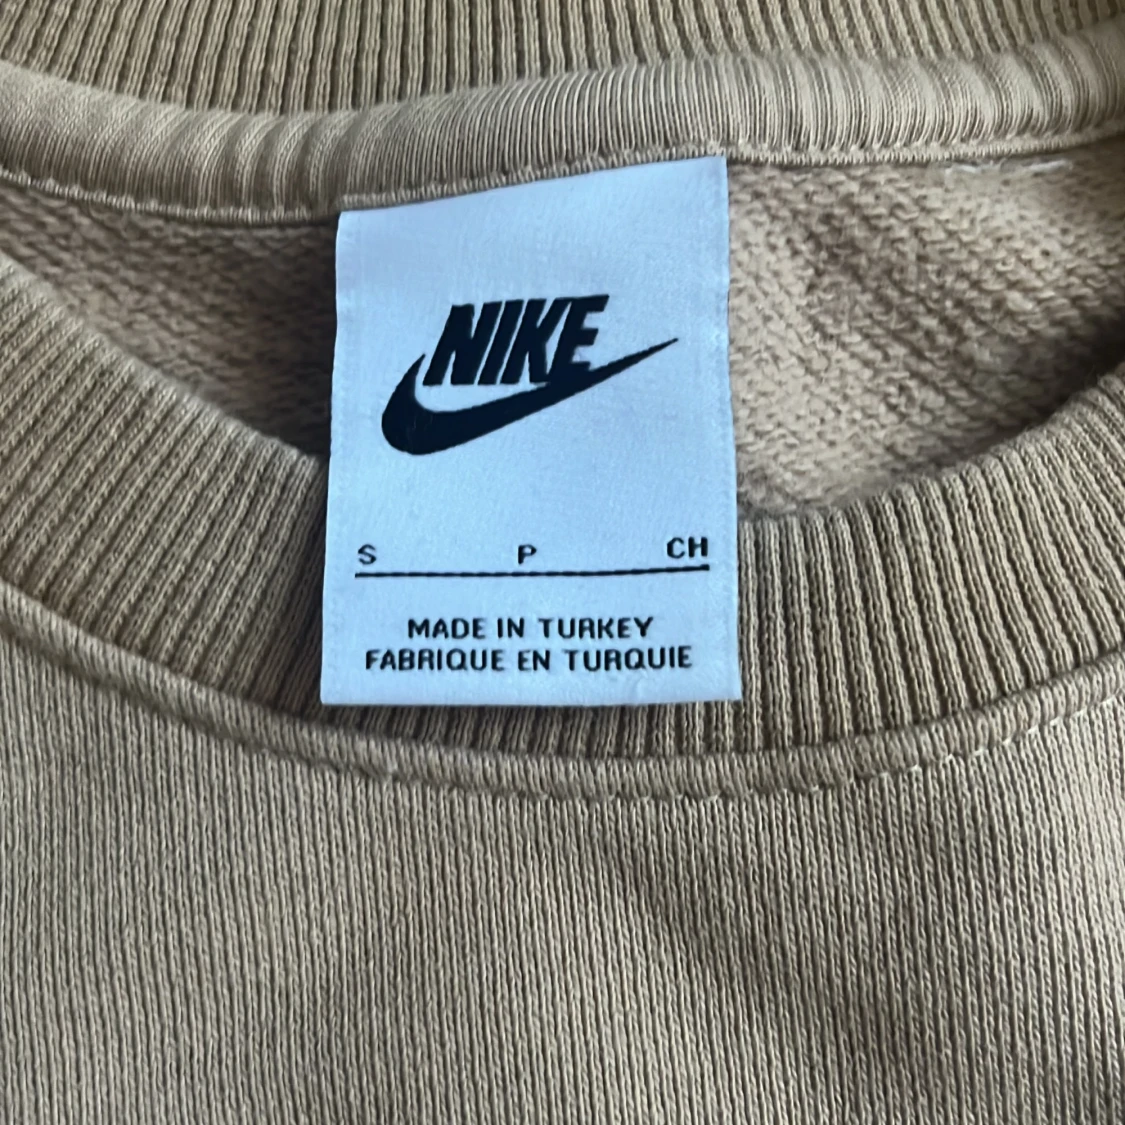 NIKE
S P CH
MADE IN TURKEY
FABRIQUE EN TURQUIE